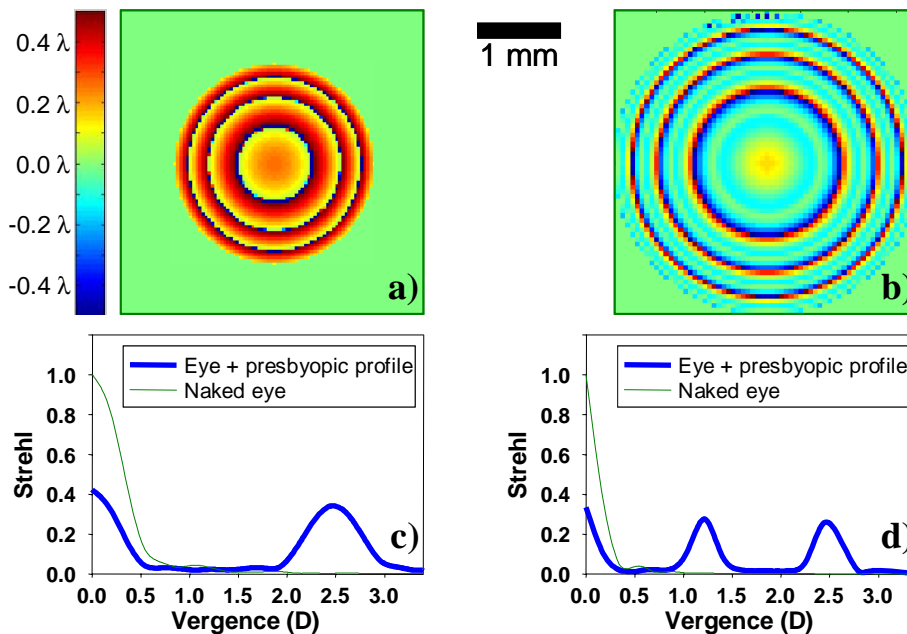 0.4 λ
0.2 λ
0.0 λ
-0.2 λ
-0.4 λ
a)
1 mm
b)
Eye + presbyopic profile
Naked eye
1.0
0.8
0.6
0.4
0.2
0.0
Strehl
c)
0.0 0.5 1.0 1.5 2.0 2.5 3.0
Vergence (D)
Eye + presbyopic profile
Naked eye
1.0
0.8
0.6
0.4
0.2
0.0
Strehl
d)
0.0 0.5 1.0 1.5 2.0 2.5 3.0
Vergence (D)